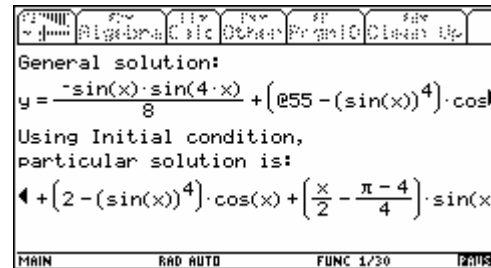 Algebra Calc Other PrgmIO Clean Up
General solution:
y = -sin(x)·sin(4·x)/8 + (@55 - (sin(x))^4)·cos
Using Initial condition,
particular solution is:
◀ + (2 - (sin(x))^4)·cos(x) + (x/2 - (π - 4)/4)·sin(x
MAIN RAD AUTO FUNC 1/30 PAUS